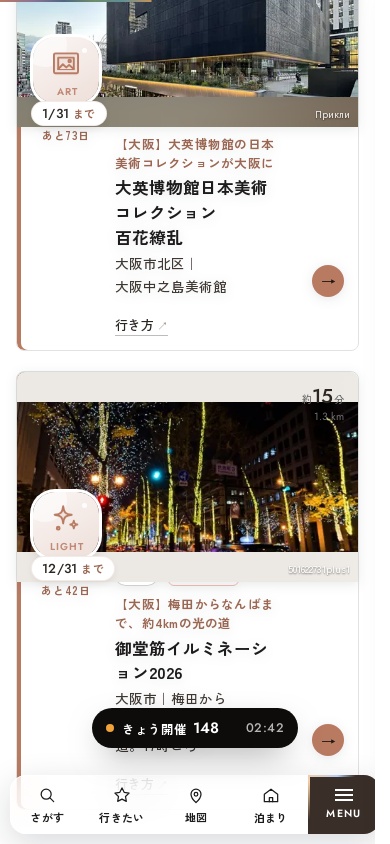 ART
1/31 まで
あと73日
Прикли
【大阪】大英博物館の日本
美術コレクションが大阪に
大英博物館日本美術
コレクション
百花繚乱
大阪市北区｜
大阪中之島美術館
→
行き方 ↗
約15分
1.3 km
LIGHT
12/31 まで
あと42日
【大阪】梅田からなんばま
で、約4kmの光の道
御堂筋イルミネーシ
ョン2026
大阪市｜梅田から
きょう開催 148 02:42
→
行き方
さがす
行きたい
地図
泊まり
MENU